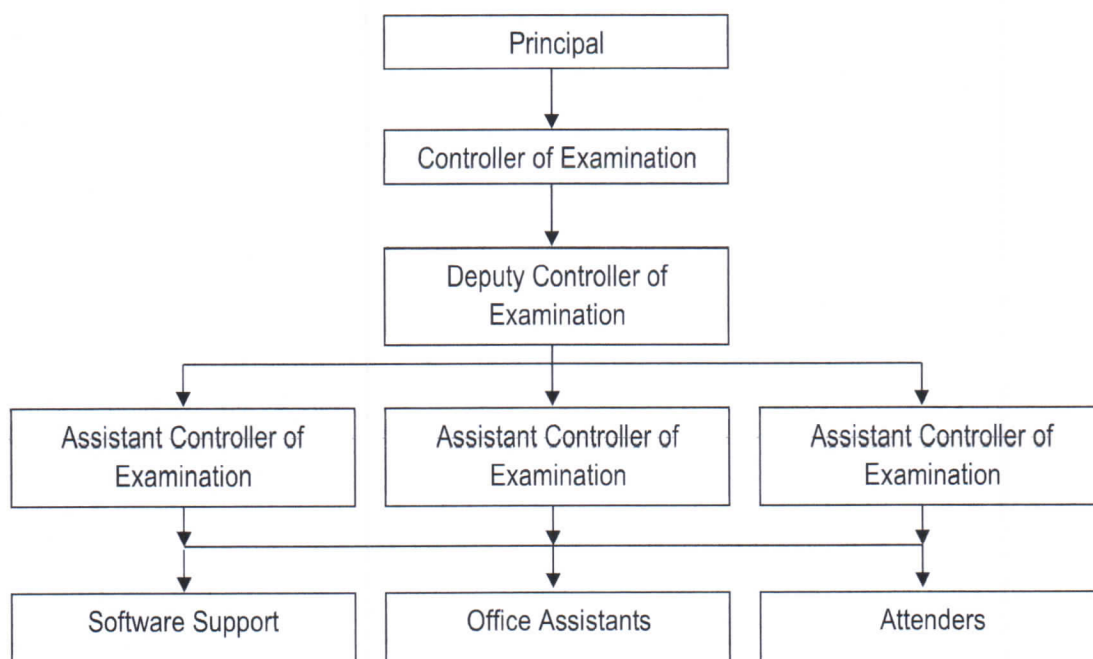 Principal
Controller of Examination
Deputy Controller of
Examination
Assistant Controller of
Examination
Assistant Controller of
Examination
Assistant Controller of
Examination
Software Support
Office Assistants
Attenders